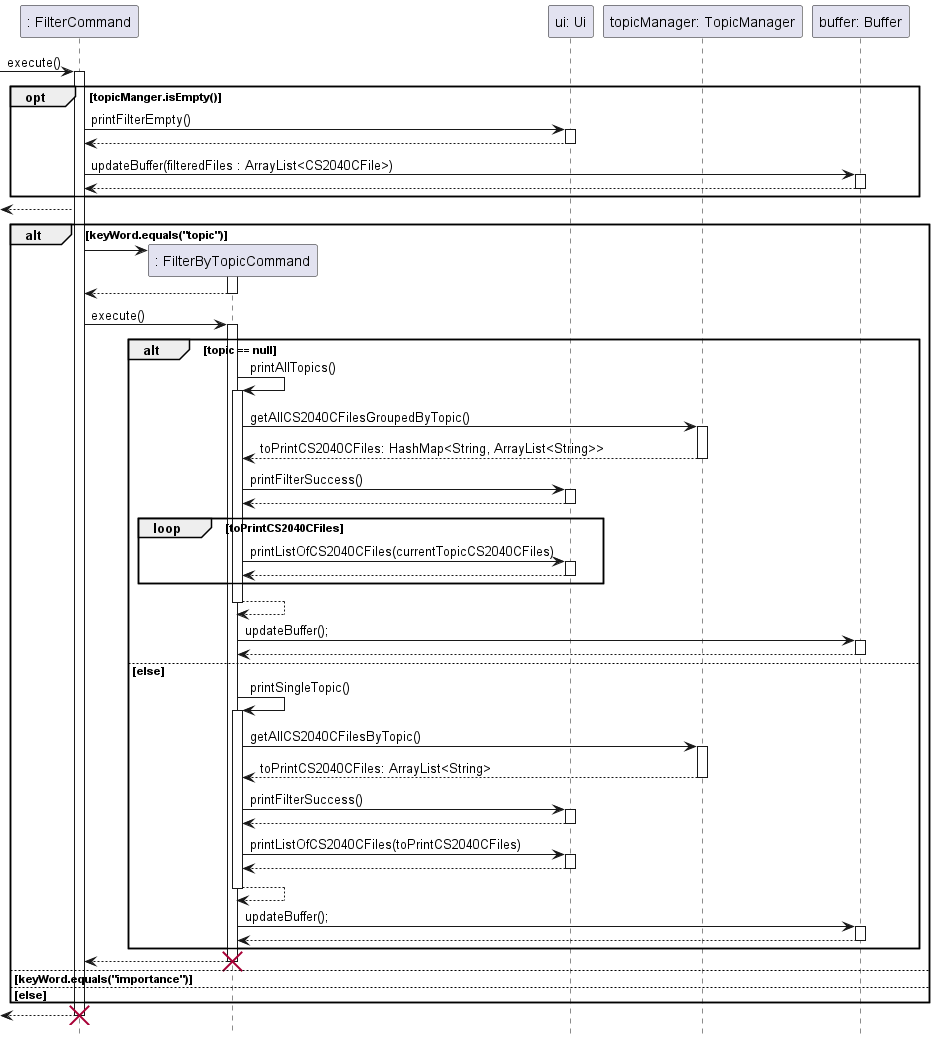 : FilterCommand
ui: Ui
topicManager: TopicManager
buffer: Buffer
execute()
opt
[topicManger.isEmpty()]
printFilterEmpty()
updateBuffer(filteredFiles : ArrayList<CS2040CFile>)
alt
[keyWord.equals("topic")]
: FilterByTopicCommand
execute()
alt
[topic == null]
printAllTopics()
getAllCS2040CFilesGroupedByTopic()
toPrintCS2040CFiles: HashMap<String, ArrayList<String>>
printFilterSuccess()
loop
[toPrintCS2040CFiles]
printListOfCS2040CFiles(currentTopicCS2040CFiles)
updateBuffer();
[else]
printSingleTopic()
getAllCS2040CFilesByTopic()
toPrintCS2040CFiles: ArrayList<String>
printFilterSuccess()
printListOfCS2040CFiles(toPrintCS2040CFiles)
updateBuffer();
[keyWord.equals("importance")]
[else]